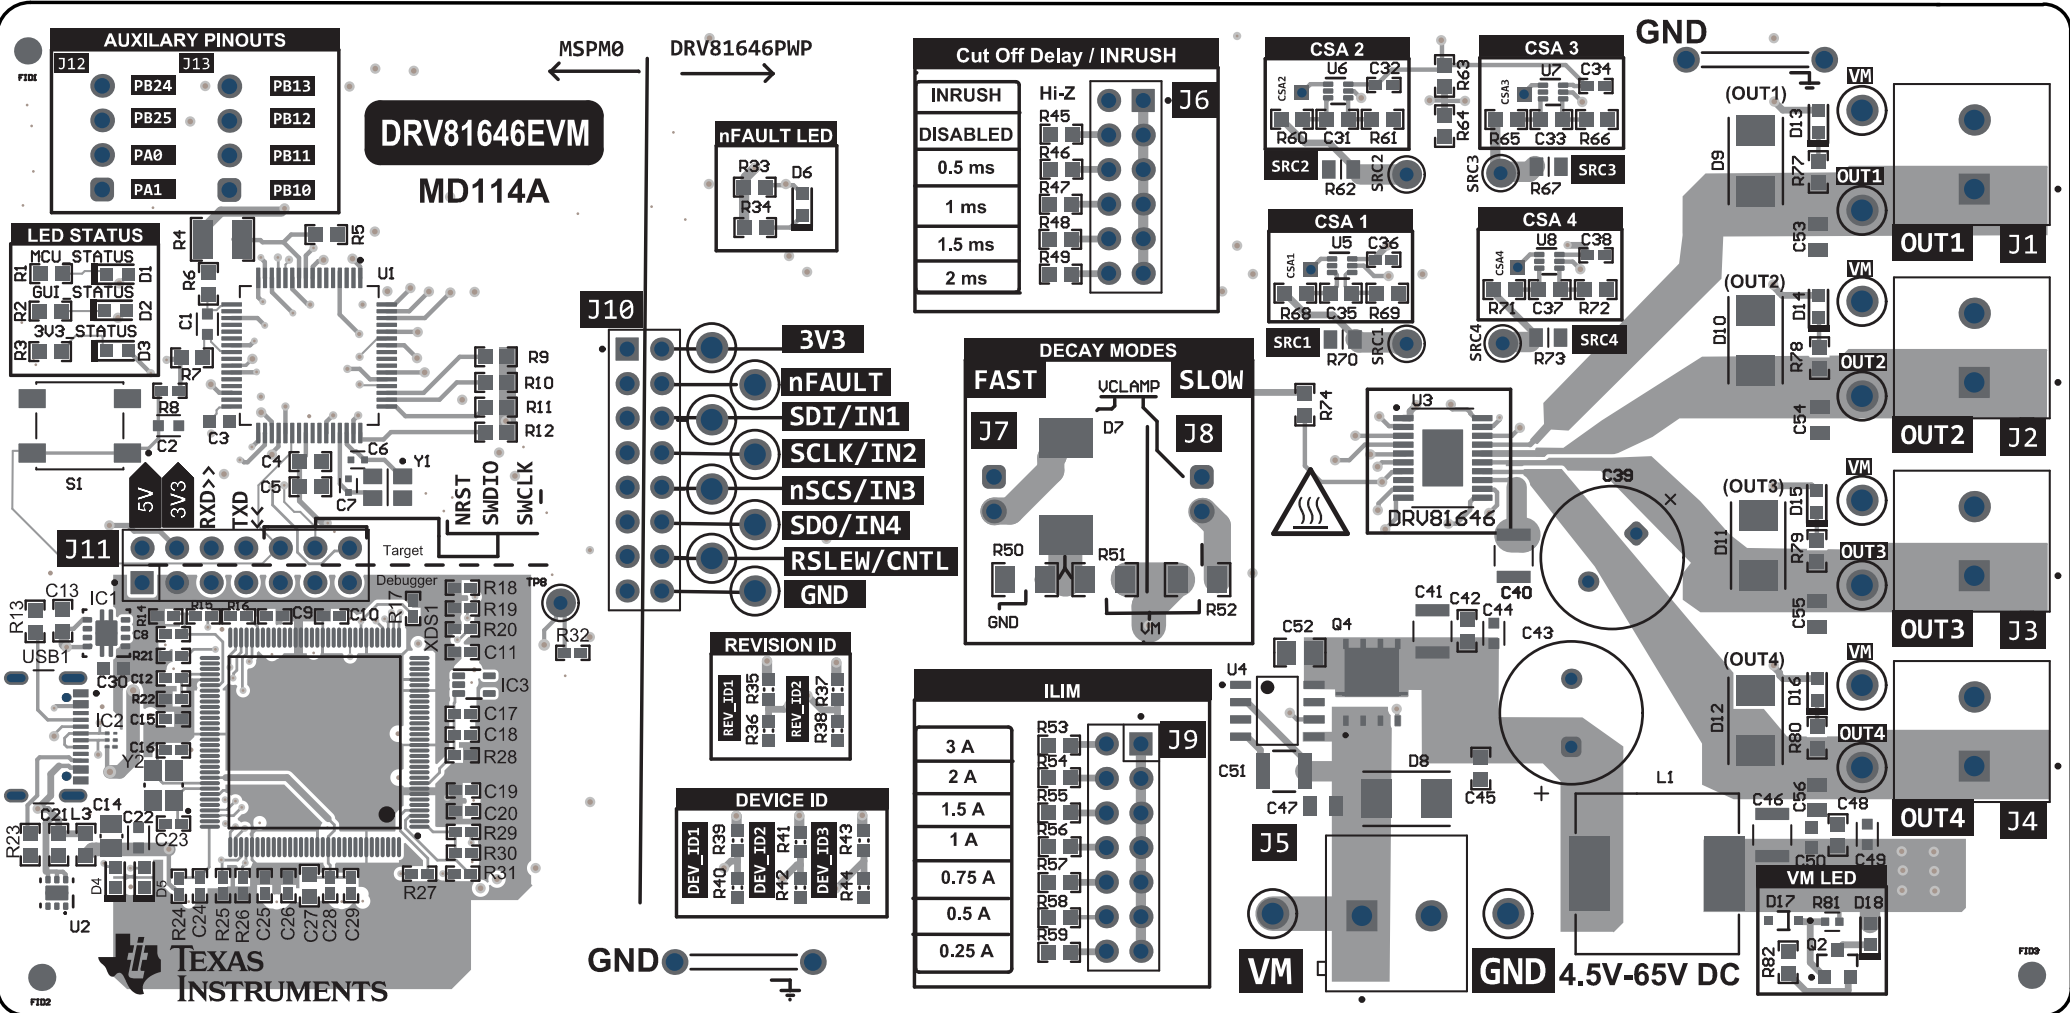 AUXILARY PINOUTS
J12
J13
PB24
PB13
PB25
PB12
PA0
PB11
PA1
PB10
FID1
MSPM0
DRV81646PWP
DRV81646EVM
MD114A
nFAULT LED
R33
R34
D6
LED STATUS
MCU_STATUS
R1
D1
GUI_STATUS
R2
D2
3V3_STATUS
R3
D3
R4
R5
R6
C1
U1
R7
R8
C2
C3
S1
R9
R10
R11
R12
C4
C5
C6
C7
Y1
5V
3V3
RXD>>
TXD
<<
NRST
SWDIO
SWCLK
J11
Target
Debugger
J10
3V3
nFAULT
SDI/IN1
SCLK/IN2
nSCS/IN3
SDO/IN4
RSLEW/CNTL
GND
TP8
R32
R13
C13
IC1
R14
R15
R16
C9
C10
R17
XDS1
C8
R21
C12
R22
C15
C16
C30
USB1
IC2
Y2
R18
R19
R20
C11
IC3
C17
C18
R28
C19
C20
R29
R30
R31
R27
R23
C21
L3
C14
C22
C23
D4
D5
U2
R24
C24
R25
R26
C25
C26
C27
C28
C29
TEXAS
INSTRUMENTS
FID2
REVISION ID
REV_ID1
R35
R36
REV_ID2
R37
R38
DEVICE ID
DEV_ID1
R39
R40
DEV_ID2
R41
R42
DEV_ID3
R43
R44
GND
Cut Off Delay / INRUSH
INRUSH
Hi-Z
J6
DISABLED
R45
0.5 ms
R46
1 ms
R47
1.5 ms
R48
2 ms
R49
DECAY MODES
FAST
VCLAMP
SLOW
J7
D7
J8
R50
R51
R52
GND
VM
ILIM
J9
3 A
R53
2 A
R54
1.5 A
R55
1 A
R56
0.75 A
R57
0.5 A
R58
0.25 A
R59
CSA 2
CSA2
U6
C32
R60
C31
R61
SRC2
R62
SRC2
R63
R64
CSA 3
CSA3
U7
C34
R65
C33
R66
SRC3
R67
SRC3
CSA 1
CSA1
U5
C36
R68
C35
R69
SRC1
R70
SRC1
CSA 4
CSA4
U8
C38
R71
C37
R72
SRC4
R73
SRC4
R74
U3
DRV81646
C39
+
C40
C41
C42
C44
C43
+
C52
Q4
U4
C51
C47
D8
C45
J5
VM
GND
4.5V-65V DC
L1
C46
C56
C48
C50
C49
VM LED
D17
R81
D18
Q2
R82
FID3
GND
(OUT1)
D9
D13
R77
VM
OUT1
C53
OUT1
J1
(OUT2)
D10
D14
R78
VM
OUT2
C54
OUT2
J2
(OUT3)
D11
D15
R79
VM
OUT3
C55
OUT3
J3
(OUT4)
D12
D16
R80
VM
OUT4
OUT4
J4